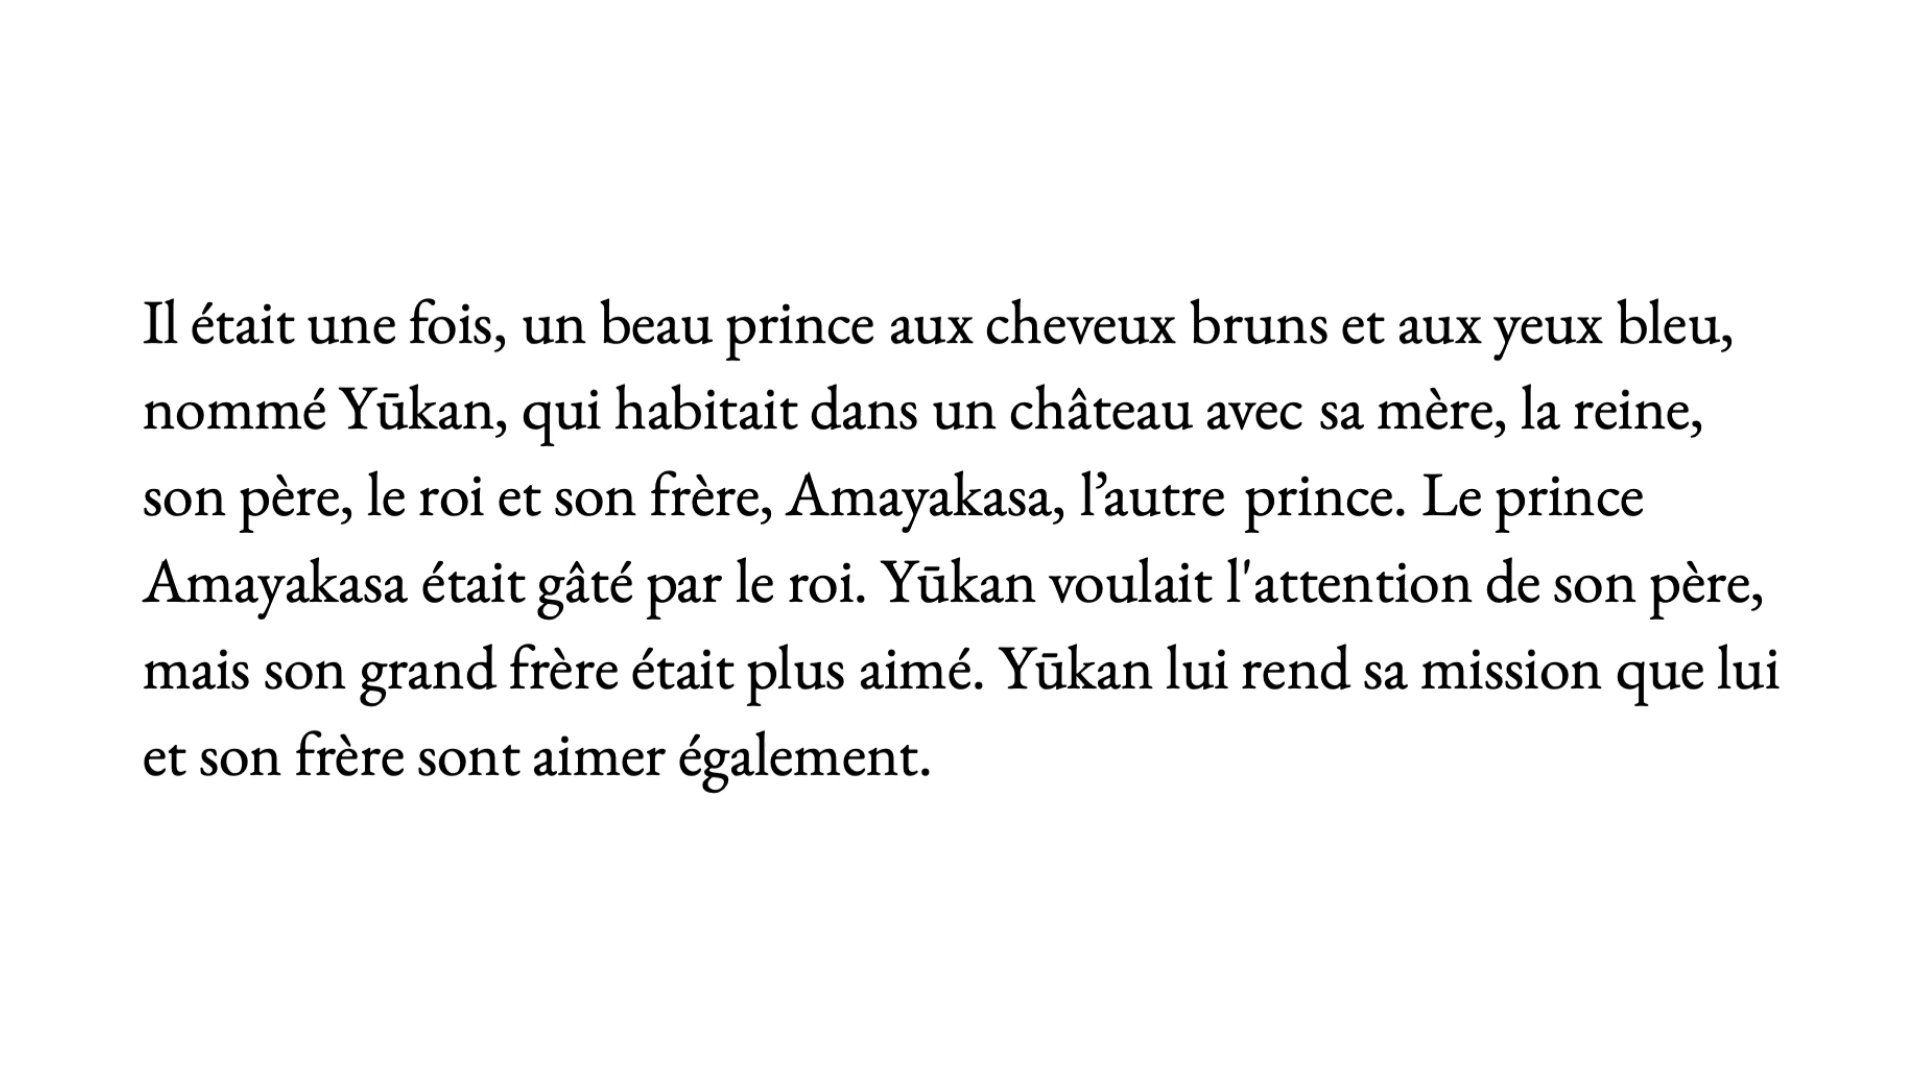 Il était une fois, un beau prince aux cheveux bruns et aux yeux bleu,
nommé Yūkan, qui habitait dans un château avec sa mère, la reine,
son père, le roi et son frère, Amayakasa, l’autre prince. Le prince
Amayakasa était gâté par le roi. Yūkan voulait l'attention de son père,
mais son grand frère était plus aimé. Yūkan lui rend sa mission que lui
et son frère sont aimer également.